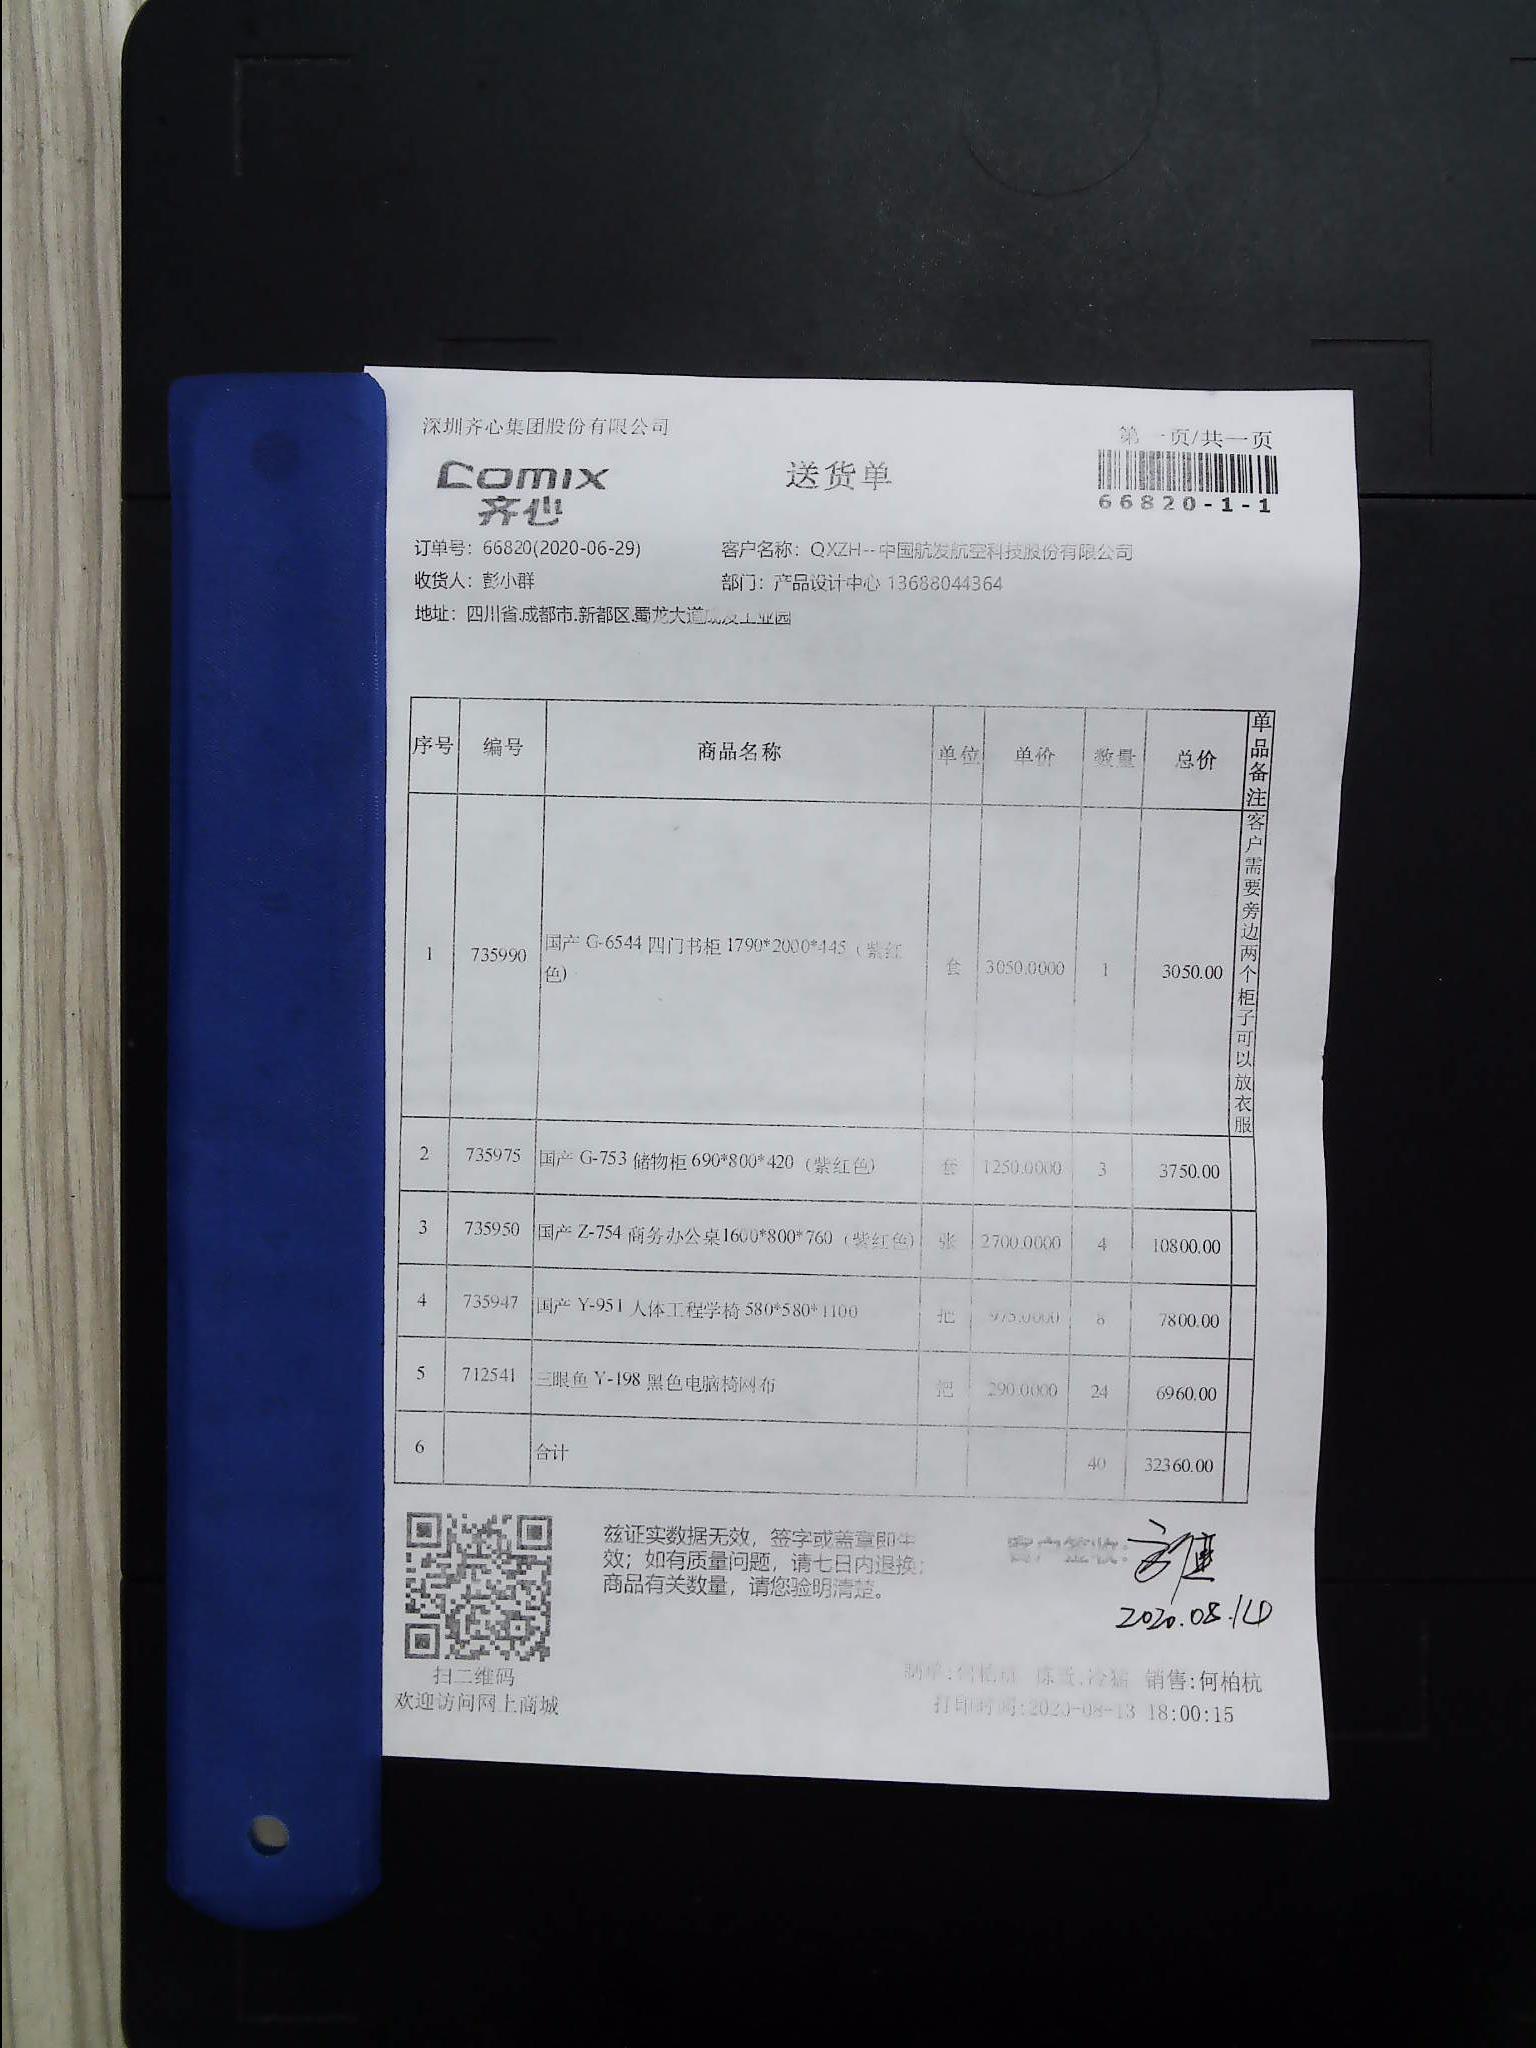 深圳齐心集团股份有限公司
第一页/共一页
COMIX
齐心
送货单
66820-1-1
订单号：66820(2020-06-29) 客户名称：QXZH--中国航发航空科技股份有限公司
收货人：彭小群 部门：产品设计中心 13688044364
地址：四川省.成都市.新都区.蜀龙大道成发工业园
序号 编号 商品名称 单位 单价 数量 总价 单品备注
1 735990 国产 G-6544 四门书柜 1790*2000*445（紫红色） 套 3050.0000 1 3050.00 客户需要旁边两个柜子可以放衣服
2 735975 国产 G-753 储物柜 690*800*420（紫红色） 套 1250.0000 3 3750.00
3 735950 国产 Z-754 商务办公桌1600*800*760（紫红色） 张 2700.0000 4 10800.00
4 735947 国产 Y-951 人体工程学椅 580*580*1100 把 975.0000 8 7800.00
5 712541 三眼鱼 Y-198 黑色电脑椅网布 把 290.0000 24 6960.00
6 合计 40 32360.00
兹证实数据无效，签字或盖章即生
效；如有质量问题，请七日内退换；
商品有关数量，请您验明清楚。
客户签收：
2020.08.14
扫二维码
欢迎访问网上商城
制单: 销售:何柏杭
打印时间:2020-08-13 18:00:15